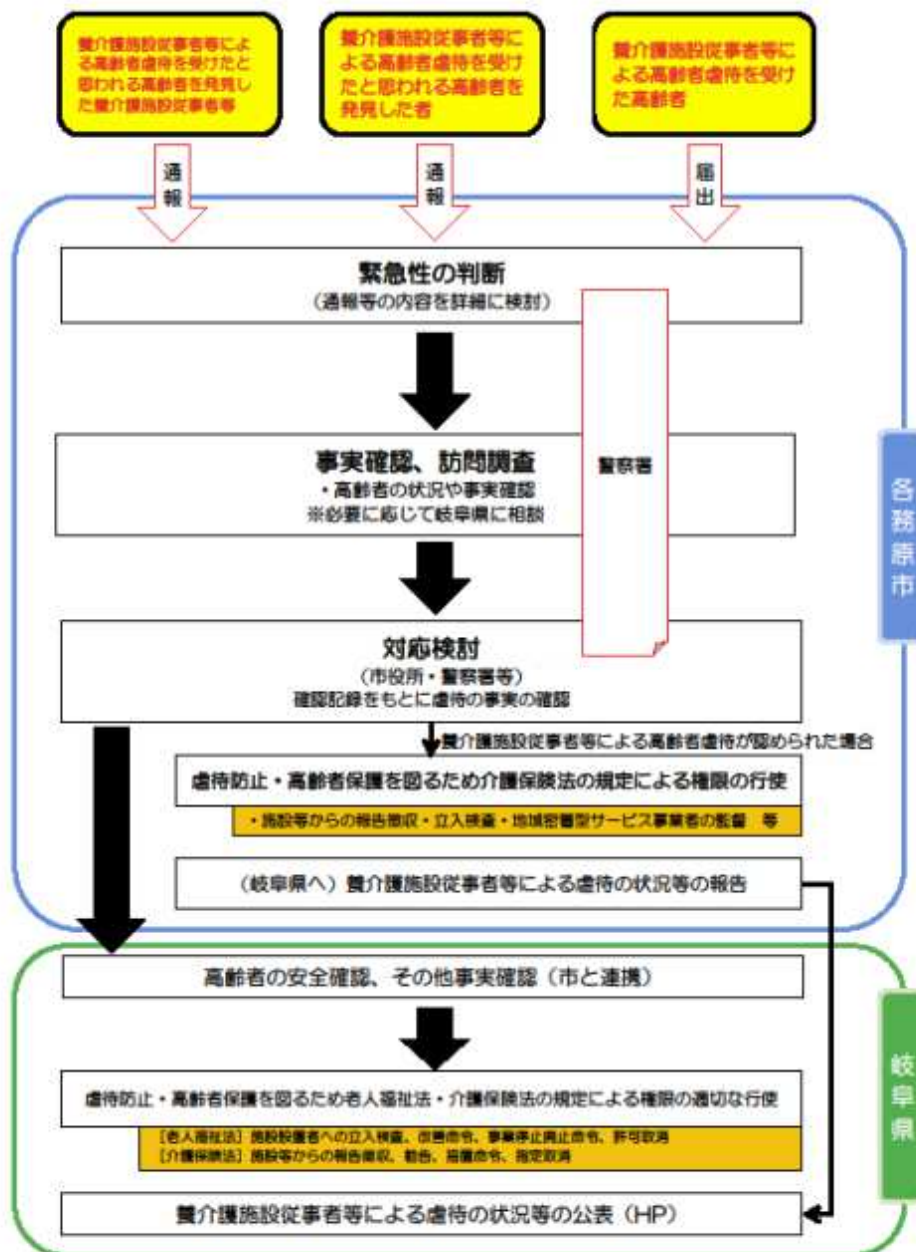 養介護施設従事者等によ
る高齢者虐待を受けたと
思われる高齢者を発見し
た養介護施設従事者等
養介護施設従事者等に
よる高齢者虐待を受け
たと思われる高齢者を
発見した者
養介護施設従事者等に
よる高齢者虐待を受け
た高齢者
通報
通報
届出
緊急性の判断
（通報等の内容を詳細に検討）
事実確認、訪問調査
・高齢者の状況や事実確認
※必要に応じて岐阜県に相談
警察署
各務原市
対応検討
（市役所・警察署等）
確認記録をもとに虐待の事実の確認
養介護施設従事者等による高齢者虐待が認められた場合
虐待防止・高齢者保護を図るため介護保険法の規定による権限の行使
・施設等からの報告徴収・立入検査・地域密着型サービス事業者の監督　等
（岐阜県へ）養介護施設従事者等による虐待の状況等の報告
高齢者の安全確認、その他事実確認（市と連携）
岐阜県
虐待防止・高齢者保護を図るため老人福祉法・介護保険法の規定による権限の適切な行使
［老人福祉法］施設設置者への立入検査、改善命令、事業停止廃止命令、許可取消
［介護保険法］施設等からの報告徴収、勧告、措置命令、指定取消
養介護施設従事者等による虐待の状況等の公表（HP）